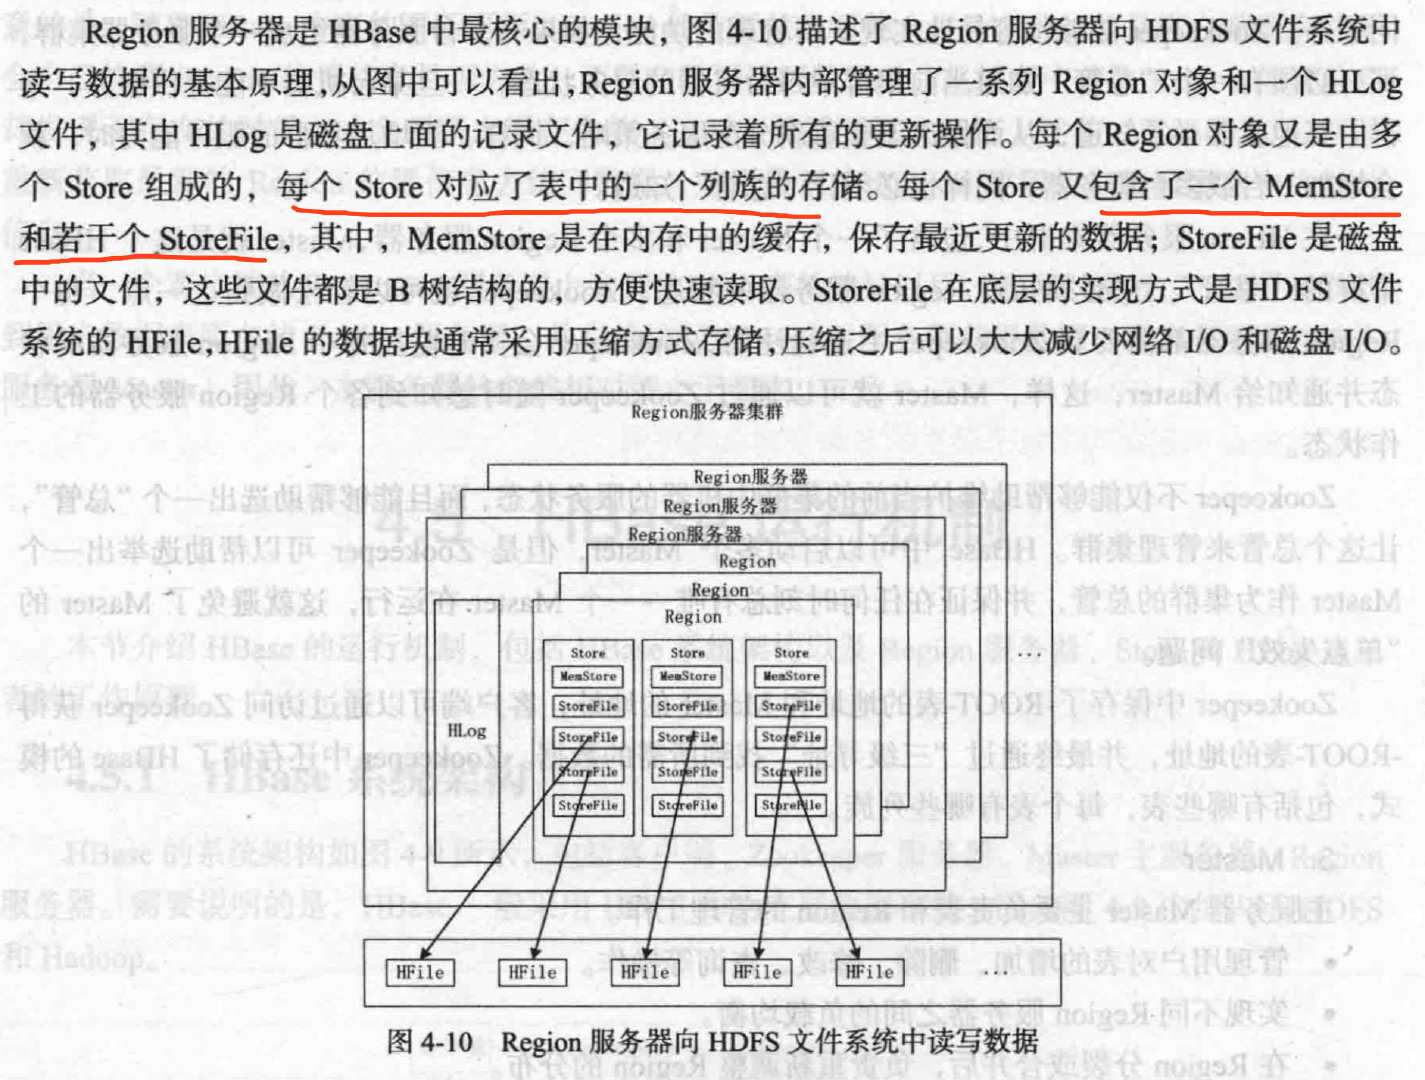 Region 服务器是 HBase 中最核心的模块，图 4-10 描述了 Region 服务器向 HDFS 文件系统中
读写数据的基本原理，从图中可以看出，Region 服务器内部管理了一系列 Region 对象和一个 HLog
文件，其中 HLog 是磁盘上面的记录文件，它记录着所有的更新操作。每个 Region 对象又是由多
个 Store 组成的，每个 Store 对应了表中的一个列族的存储。每个 Store 又包含了一个 MemStore
和若干个 StoreFile，其中，MemStore 是在内存中的缓存，保存最近更新的数据；StoreFile 是磁盘
中的文件，这些文件都是 B 树结构的，方便快速读取。StoreFile 在底层的实现方式是 HDFS 文件
系统的 HFile，HFile 的数据块通常采用压缩方式存储，压缩之后可以大大减少网络 I/O 和磁盘 I/O。
Region服务器集群
Region服务器
Region服务器
Region服务器
Region
Region
Region
Store Store Store ...
MemStore MemStore MemStore
StoreFile StoreFile StoreFile
HLog
StoreFile StoreFile StoreFile
StoreFile StoreFile StoreFile
StoreFile StoreFile StoreFile
HFile HFile HFile HFile HFile ...
图 4-10 Region 服务器向 HDFS 文件系统中读写数据